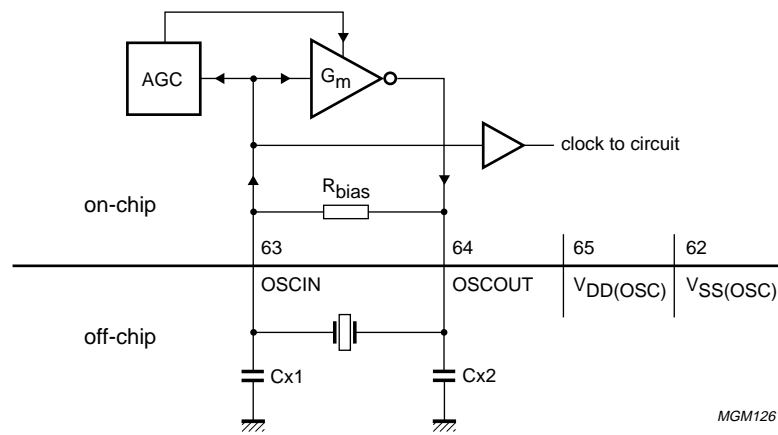 AGC
Gm
clock to circuit
Rbias
on-chip
63
64
65
62
OSCIN
OSCOUT
VDD(OSC)
VSS(OSC)
off-chip
Cx1
Cx2
MGM126